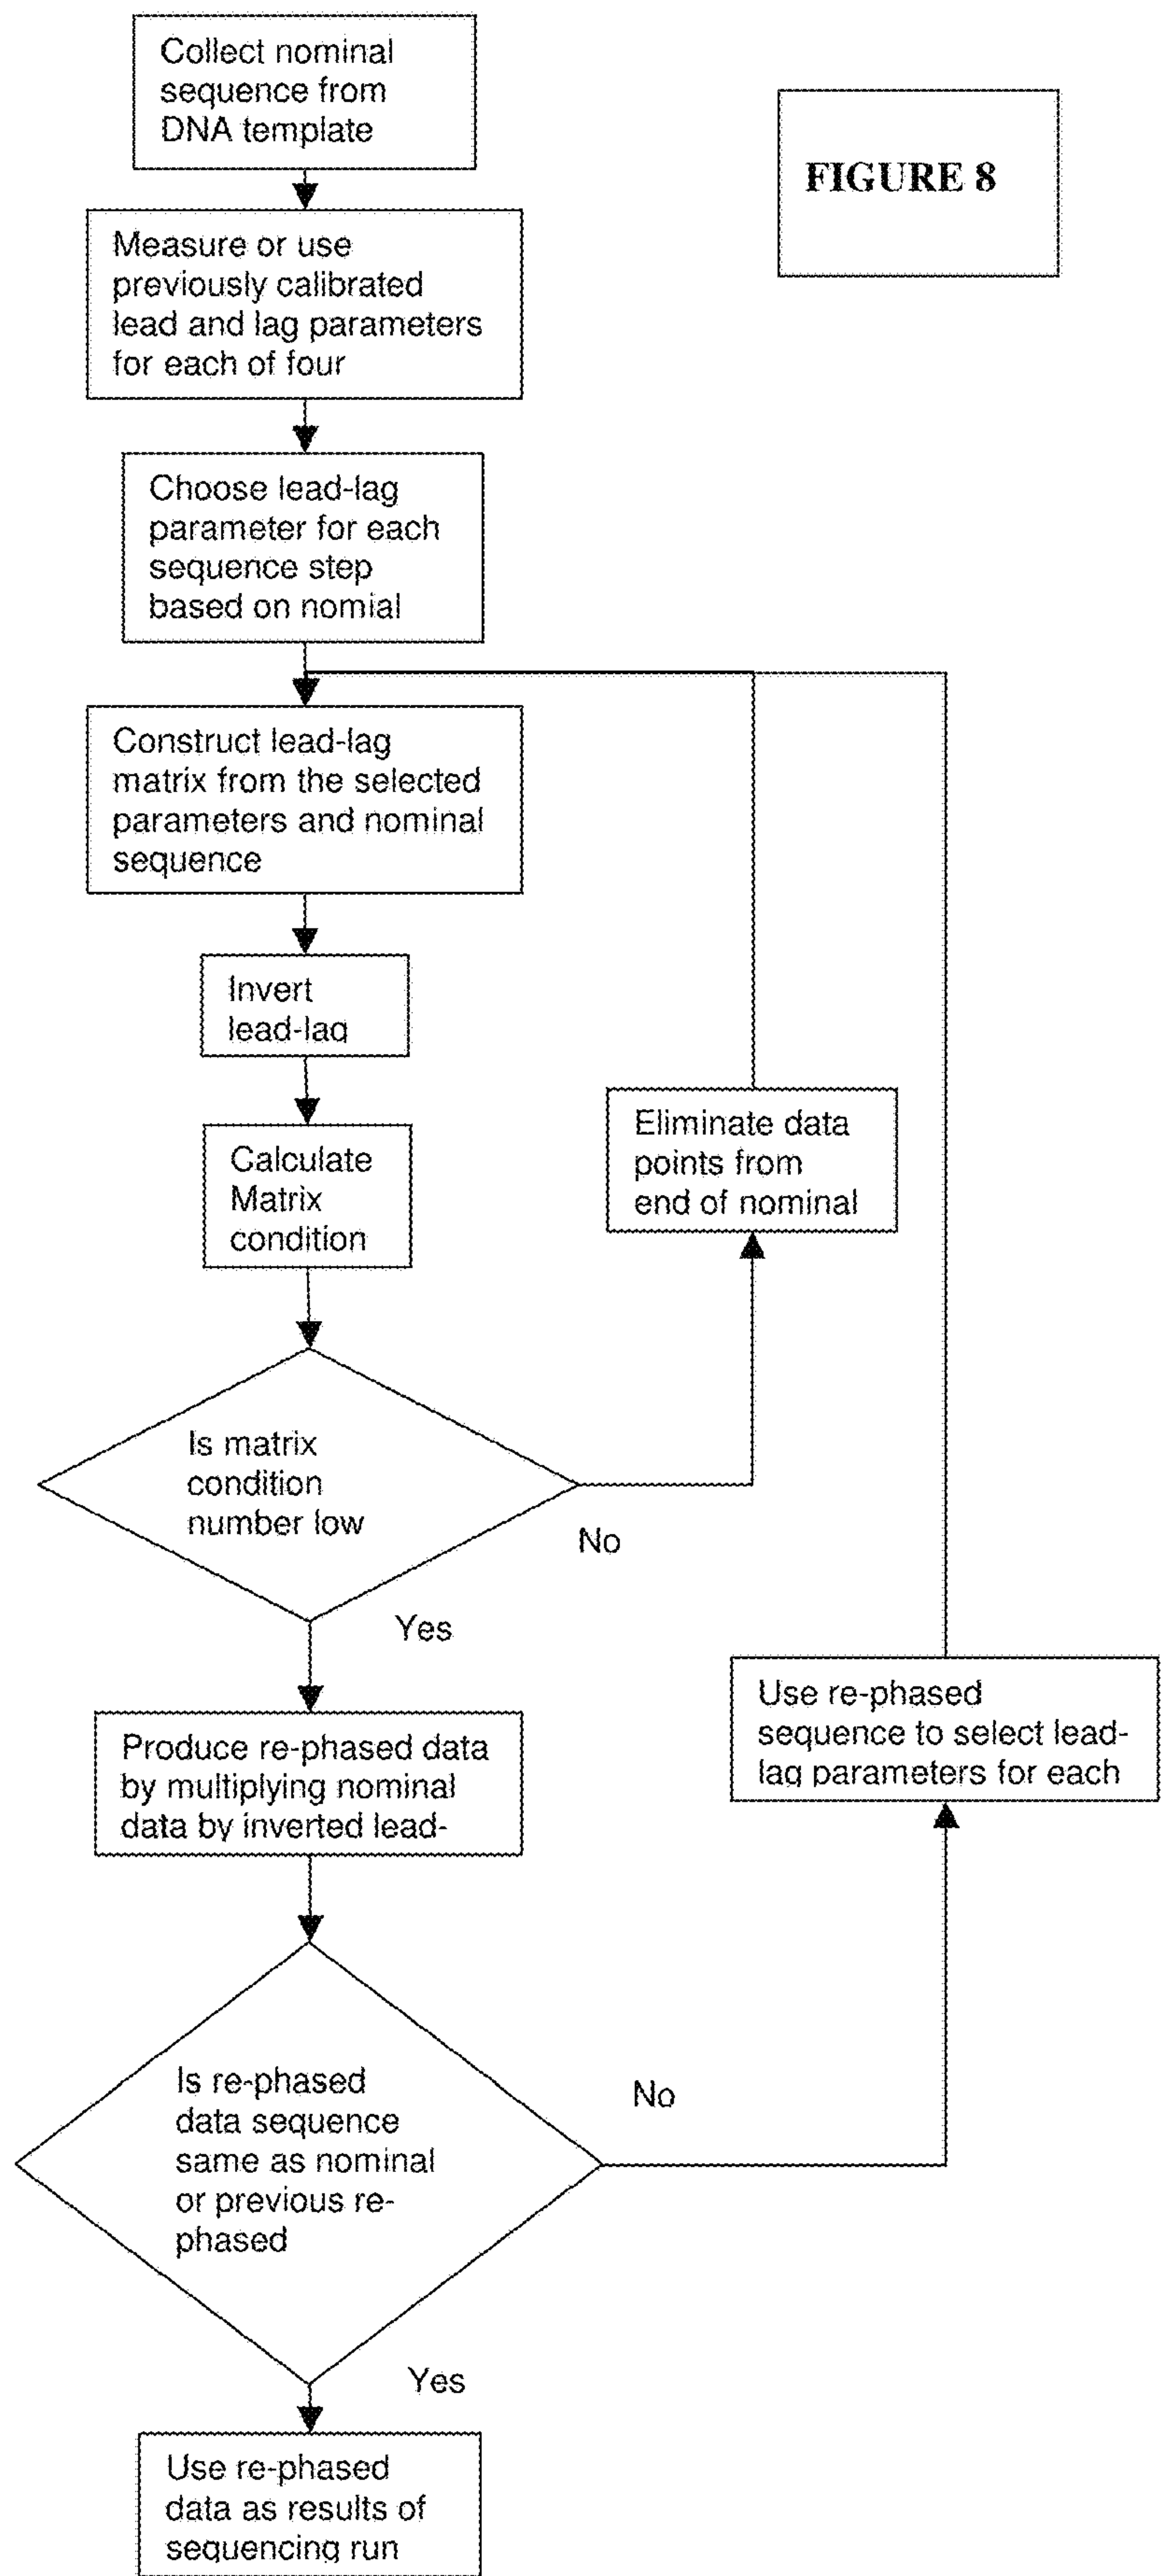 Collect nominal
sequence from
DNA template
FIGURE 8
Measure or use
previously calibrated
lead and lag parameters
for each of four
Choose lead-lag
parameter for each
sequence step
based on nomial
Construct lead-lag
matrix from the selected
parameters and nominal
sequence
Invert
lead-lag
Calculate
Matrix
condition
Eliminate data
points from
end of nominal
Is matrix
condition
number low
No
Yes
Produce re-phased data
by multiplying nominal
data by inverted lead-
Use re-phased
sequence to select lead-
lag parameters for each
Is re-phased
data sequence
same as nominal
or previous re-
phased
No
Yes
Use re-phased
data as results of
sequencing run